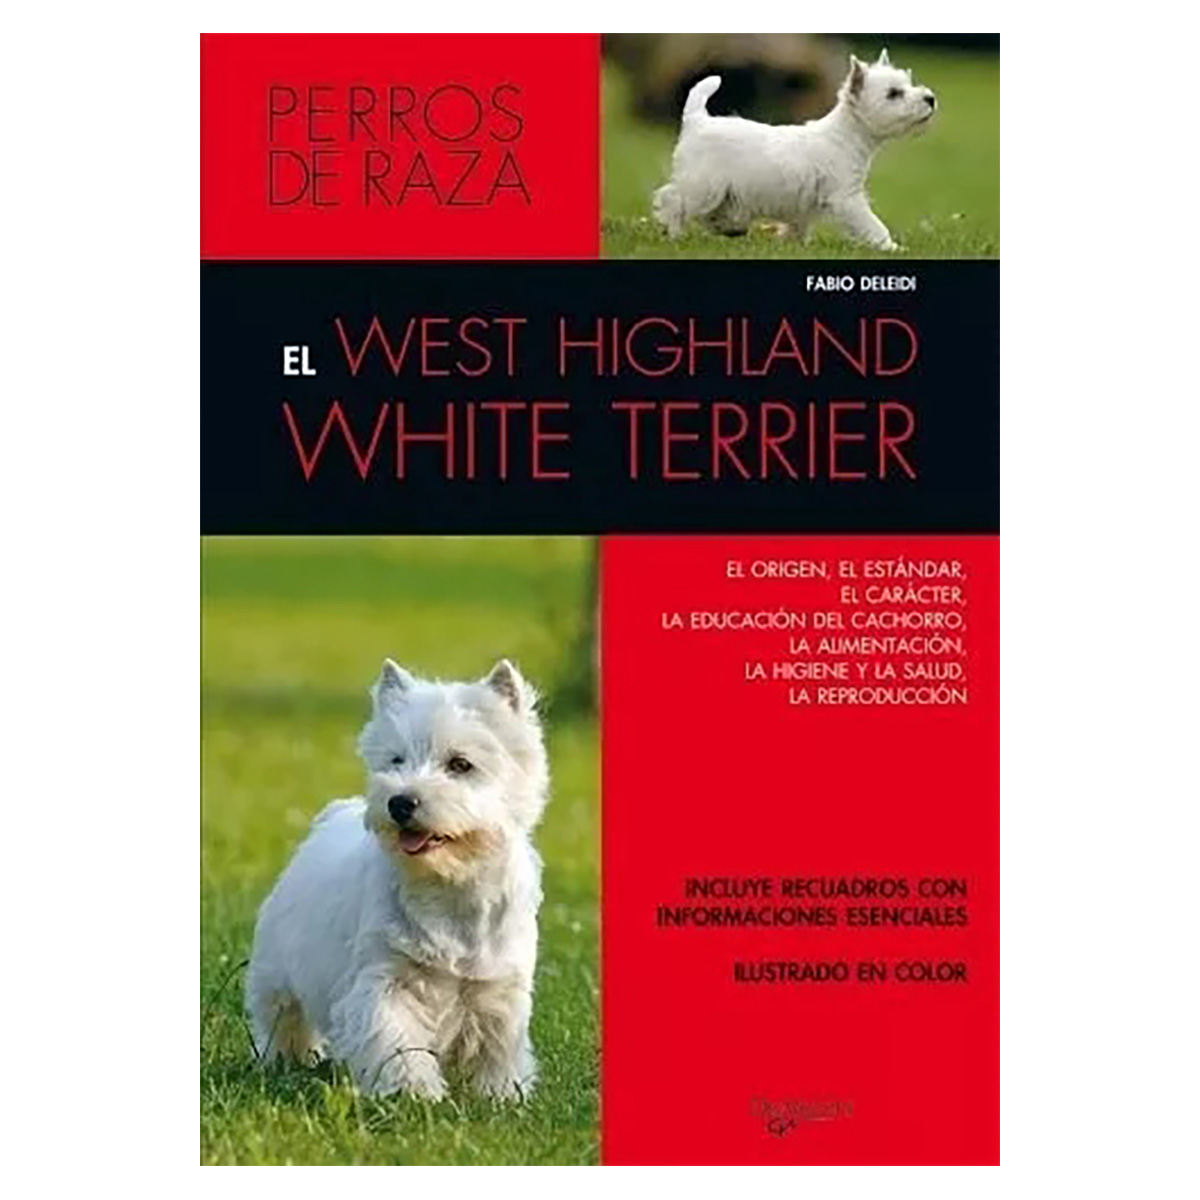 PERROS
DE RAZA
FABIO DELEIDI
EL WEST HIGHLAND
WHITE TERRIER
EL ORIGEN, EL ESTÁNDAR,
EL CARÁCTER,
LA EDUCACIÓN DEL CACHORRO,
LA ALIMENTACIÓN,
LA HIGIENE Y LA SALUD,
LA REPRODUCCIÓN
INCLUYE RECUADROS CON
INFORMACIONES ESENCIALES
ILUSTRADO EN COLOR